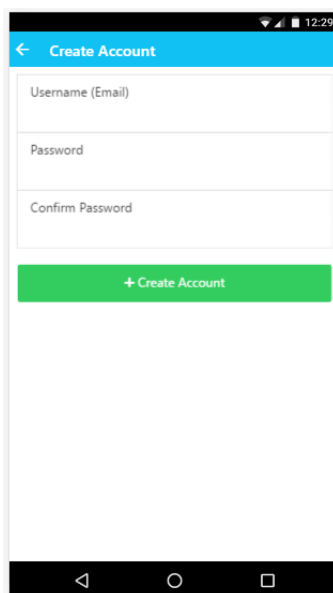 12:29
Create Account
Username (Email)
Password
Confirm Password
+ Create Account